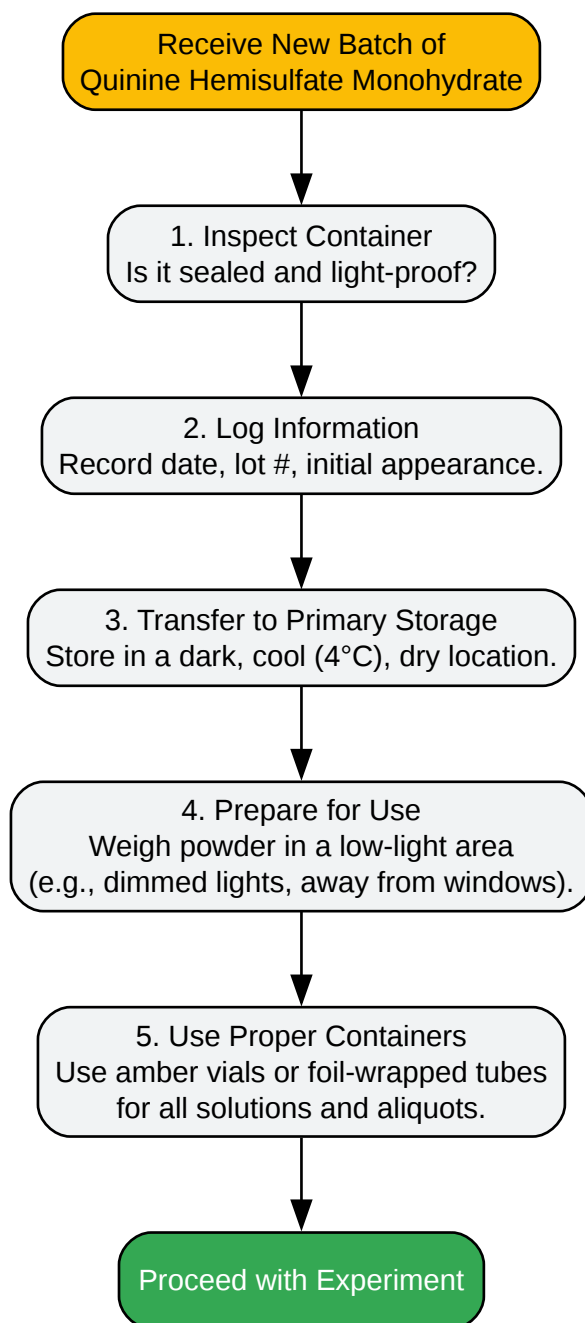 Receive New Batch of
Quinine Hemisulfate Monohydrate
1. Inspect Container
Is it sealed and light-proof?
2. Log Information
Record date, lot #, initial appearance.
3. Transfer to Primary Storage
Store in a dark, cool (4°C), dry location.
4. Prepare for Use
Weigh powder in a low-light area
(e.g., dimmed lights, away from windows).
5. Use Proper Containers
Use amber vials or foil-wrapped tubes
for all solutions and aliquots.
Proceed with Experiment